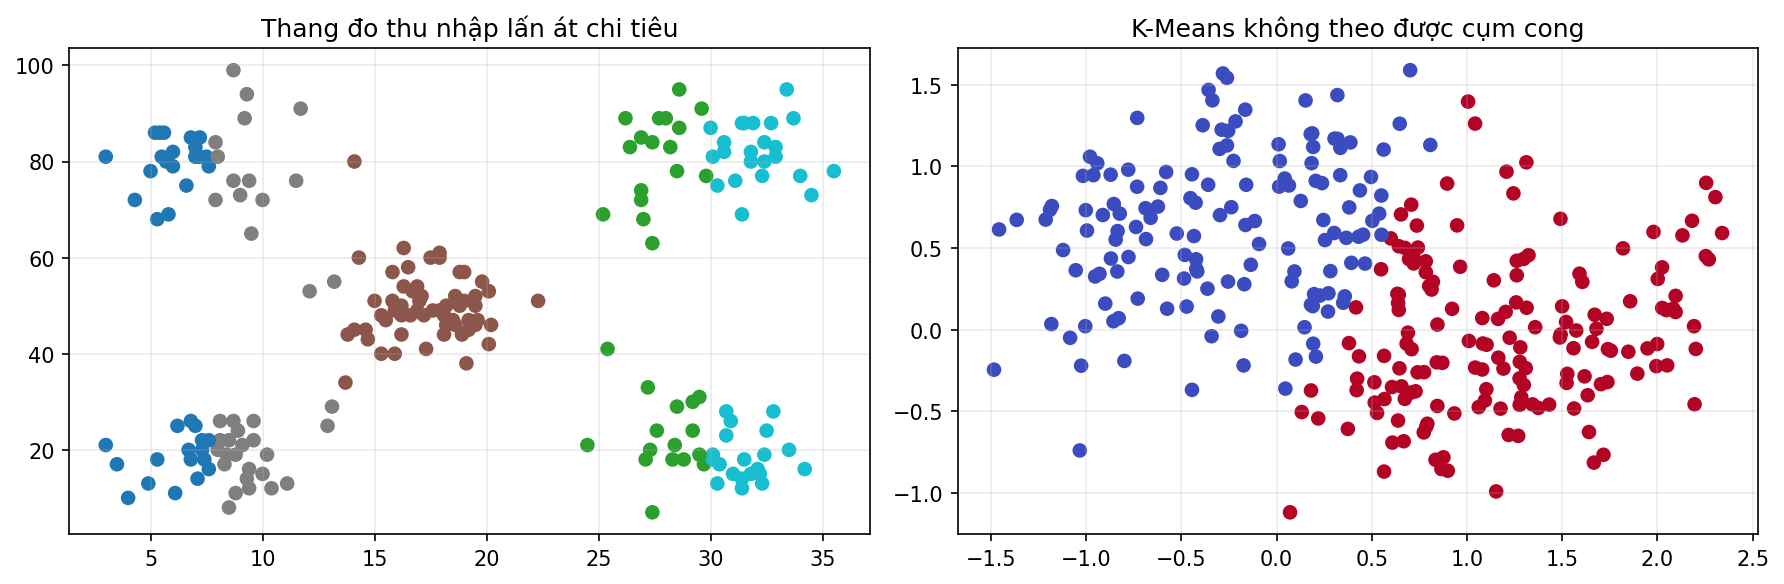 Thang đo thu nhập lấn át chi tiêu
100
80
60
40
20
5 10 15 20 25 30 35
K-Means không theo được cụm cong
1.5
1.0
0.5
0.0
−0.5
−1.0
−1.5 −1.0 −0.5 0.0 0.5 1.0 1.5 2.0 2.5